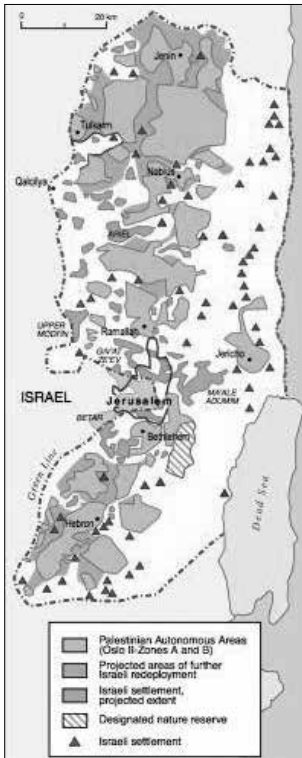 0 20 km
Jenin
Tulkarm
Nablus
Qalqilya
ARIEL
UPPER
MODI'IN
Ramallah
GIV'AT
ZE'EV
Jericho
ISRAEL
Jerusalem
MA'ALE
ADUMIM
BETAR
Bethlehem
Green Line
Hebron
Dead Sea
Palestinian Autonomous Areas
(Oslo II-Zones A and B)
Projected areas of further
Israeli redeployment
Israeli settlement,
projected extent
Designated nature reserve
Israeli settlement